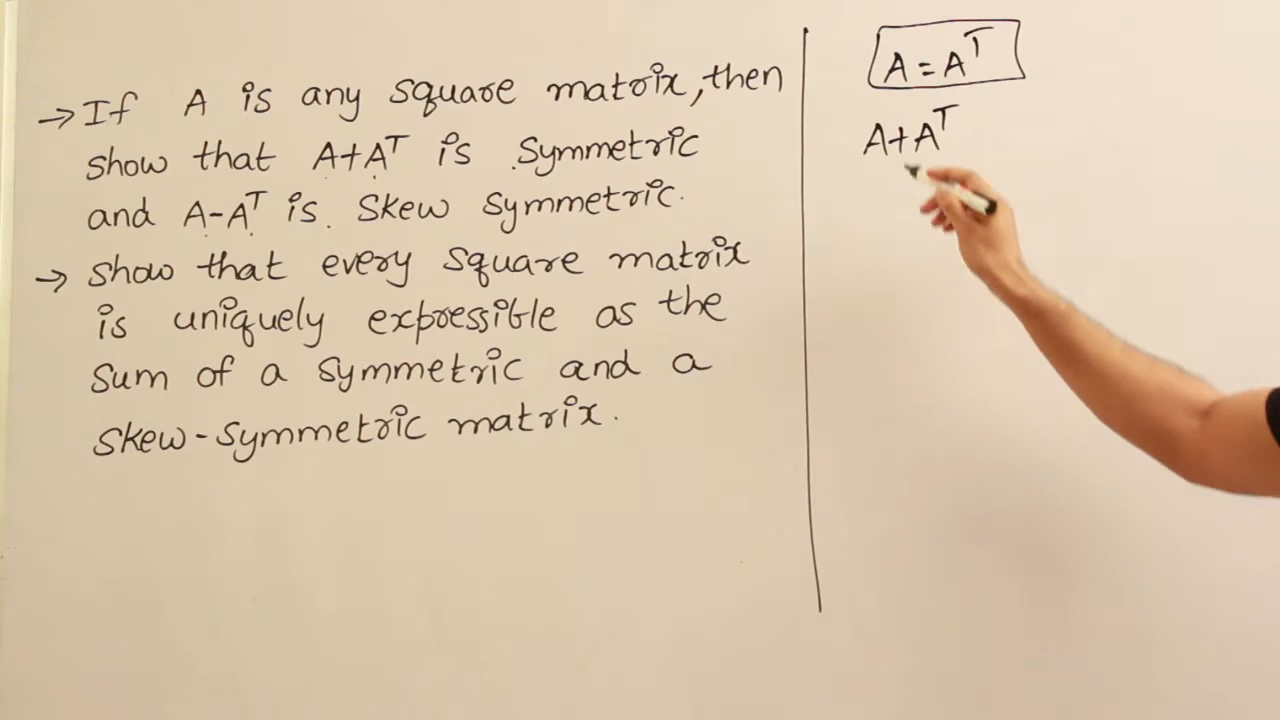 → If A is any square matrix, then
show that A+Aᵀ is symmetric
and A-Aᵀ is skew symmetric.
→ show that every square matrix
is uniquely expressible as the
sum of a symmetric and a
skew-symmetric matrix.
A=Aᵀ
A+Aᵀ